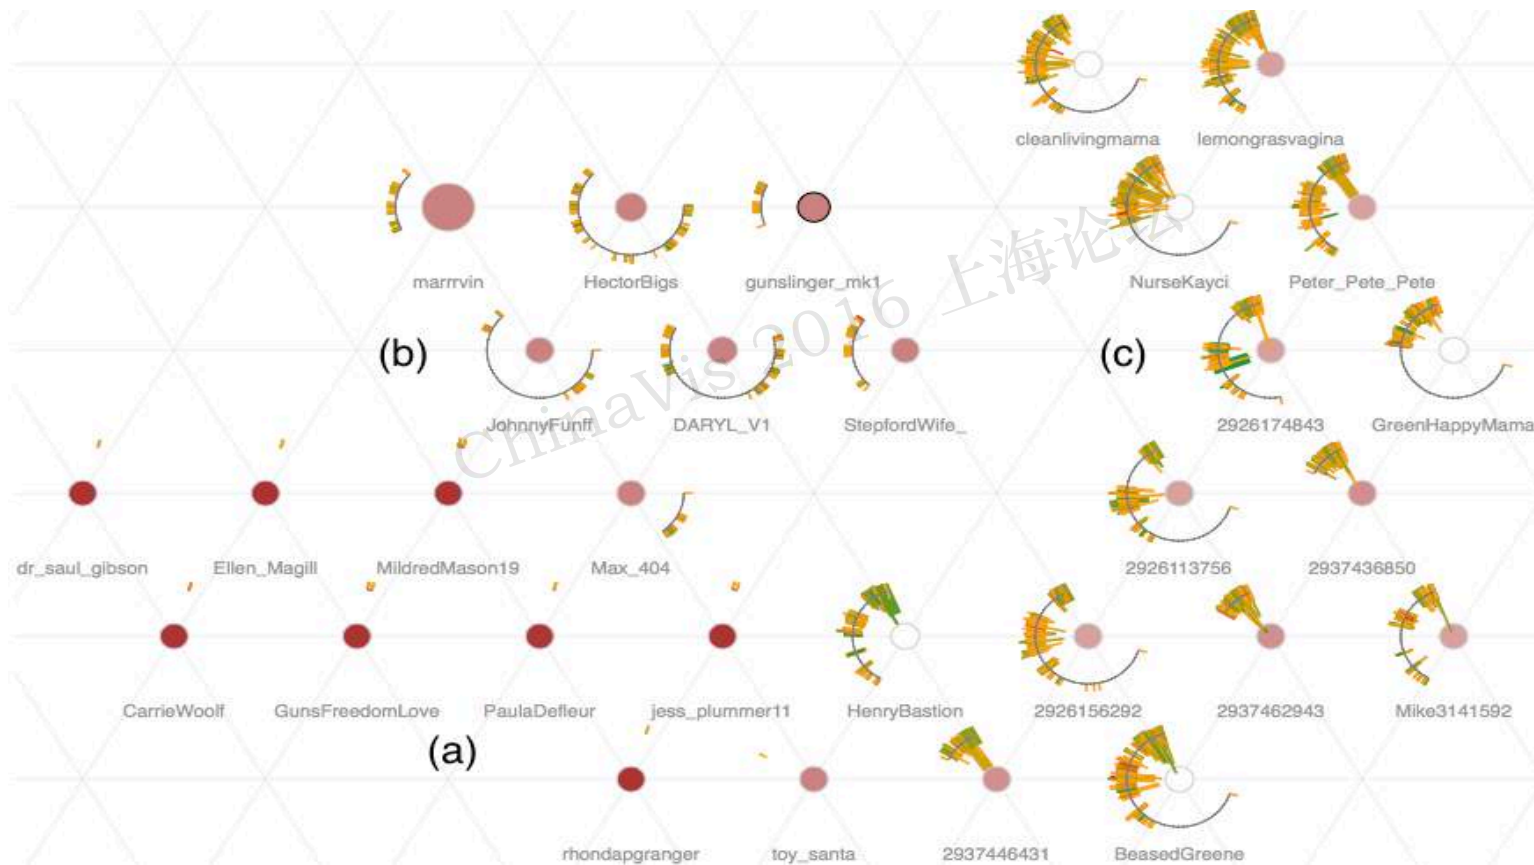 cleanlivingmama lemongrasvagina
NurseKayci Peter_Pete_Pete
marrrvin HectorBigs gunslinger_mk1
(b) (c)
JohnnyFunff DARYL_V1 StepfordWife_ 2926174843 GreenHappyMama
dr_saul_gibson Ellen_Magill MildredMason19 Max_404 2926113756 2937436850
CarrieWoolf GunsFreedomLove PaulaDefleur jess_plummer11 HenryBastion 2926156292 2937462943 Mike3141592
(a)
rhondapgranger toy_santa 2937446431 BeasedGreene
ChinaVis 2016 上海论坛